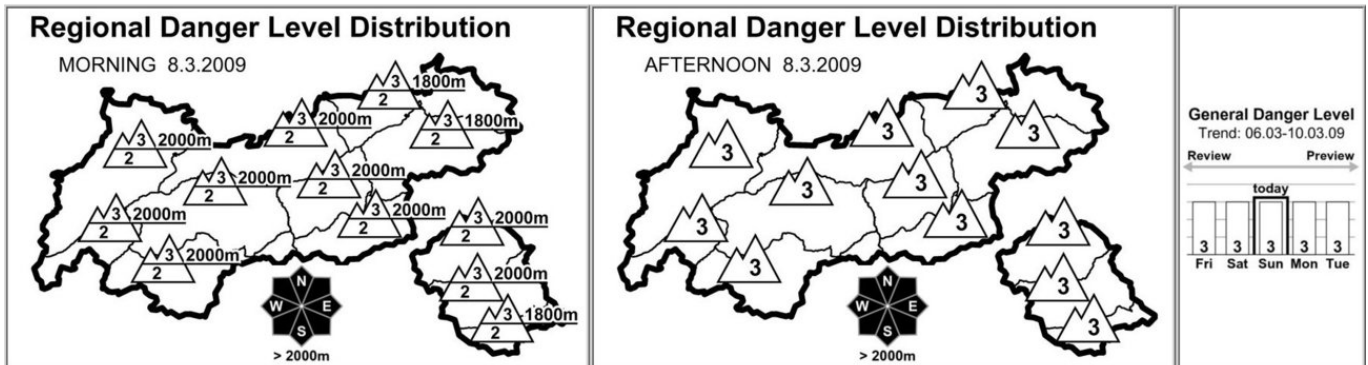 Regional Danger Level Distribution
MORNING 8.3.2009
3 1800m
2
3 2000m
2
3 1800m
2
3 2000m
2
3 2000m
2
3 2000m
2
3 2000m
2
3 2000m
2
3 2000m
2
3 2000m
2
3 2000m
2
3 1800m
2
N
W E
S
> 2000m
Regional Danger Level Distribution
AFTERNOON 8.3.2009
3
3
3
3
3
3
3
3
3
3
3
3
N
W E
S
> 2000m
General Danger Level
Trend: 06.03-10.03.09
Review Preview
today
3 3 3 3 3
Fri Sat Sun Mon Tue